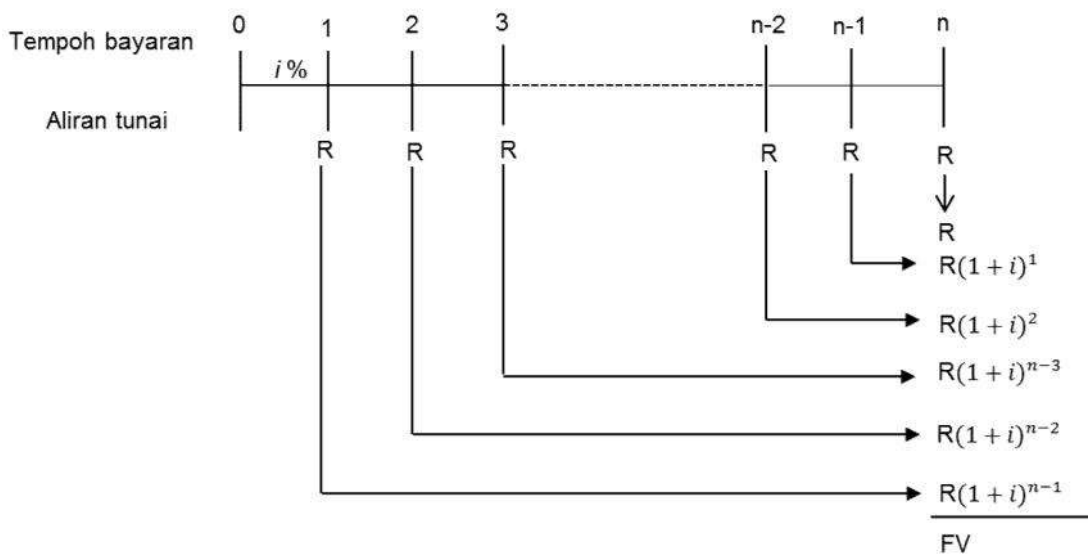 0 1 2 3 n-2 n-1 n
Tempoh bayaran
i %
Aliran tunai
R R R R R R
R
R(1 + i)¹
R(1 + i)²
R(1 + i)ⁿ⁻³
R(1 + i)ⁿ⁻²
R(1 + i)ⁿ⁻¹
FV